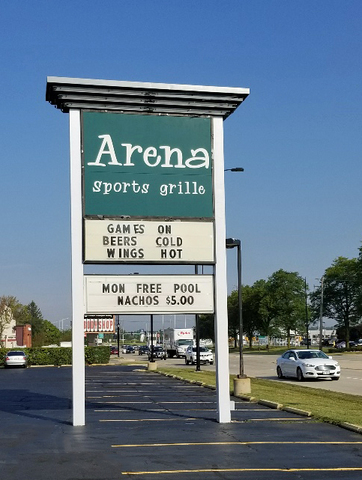 Arena
sports grille
GAMES ON
BEERS COLD
WINGS HOT
MON FREE POOL
NACHOS $5.00